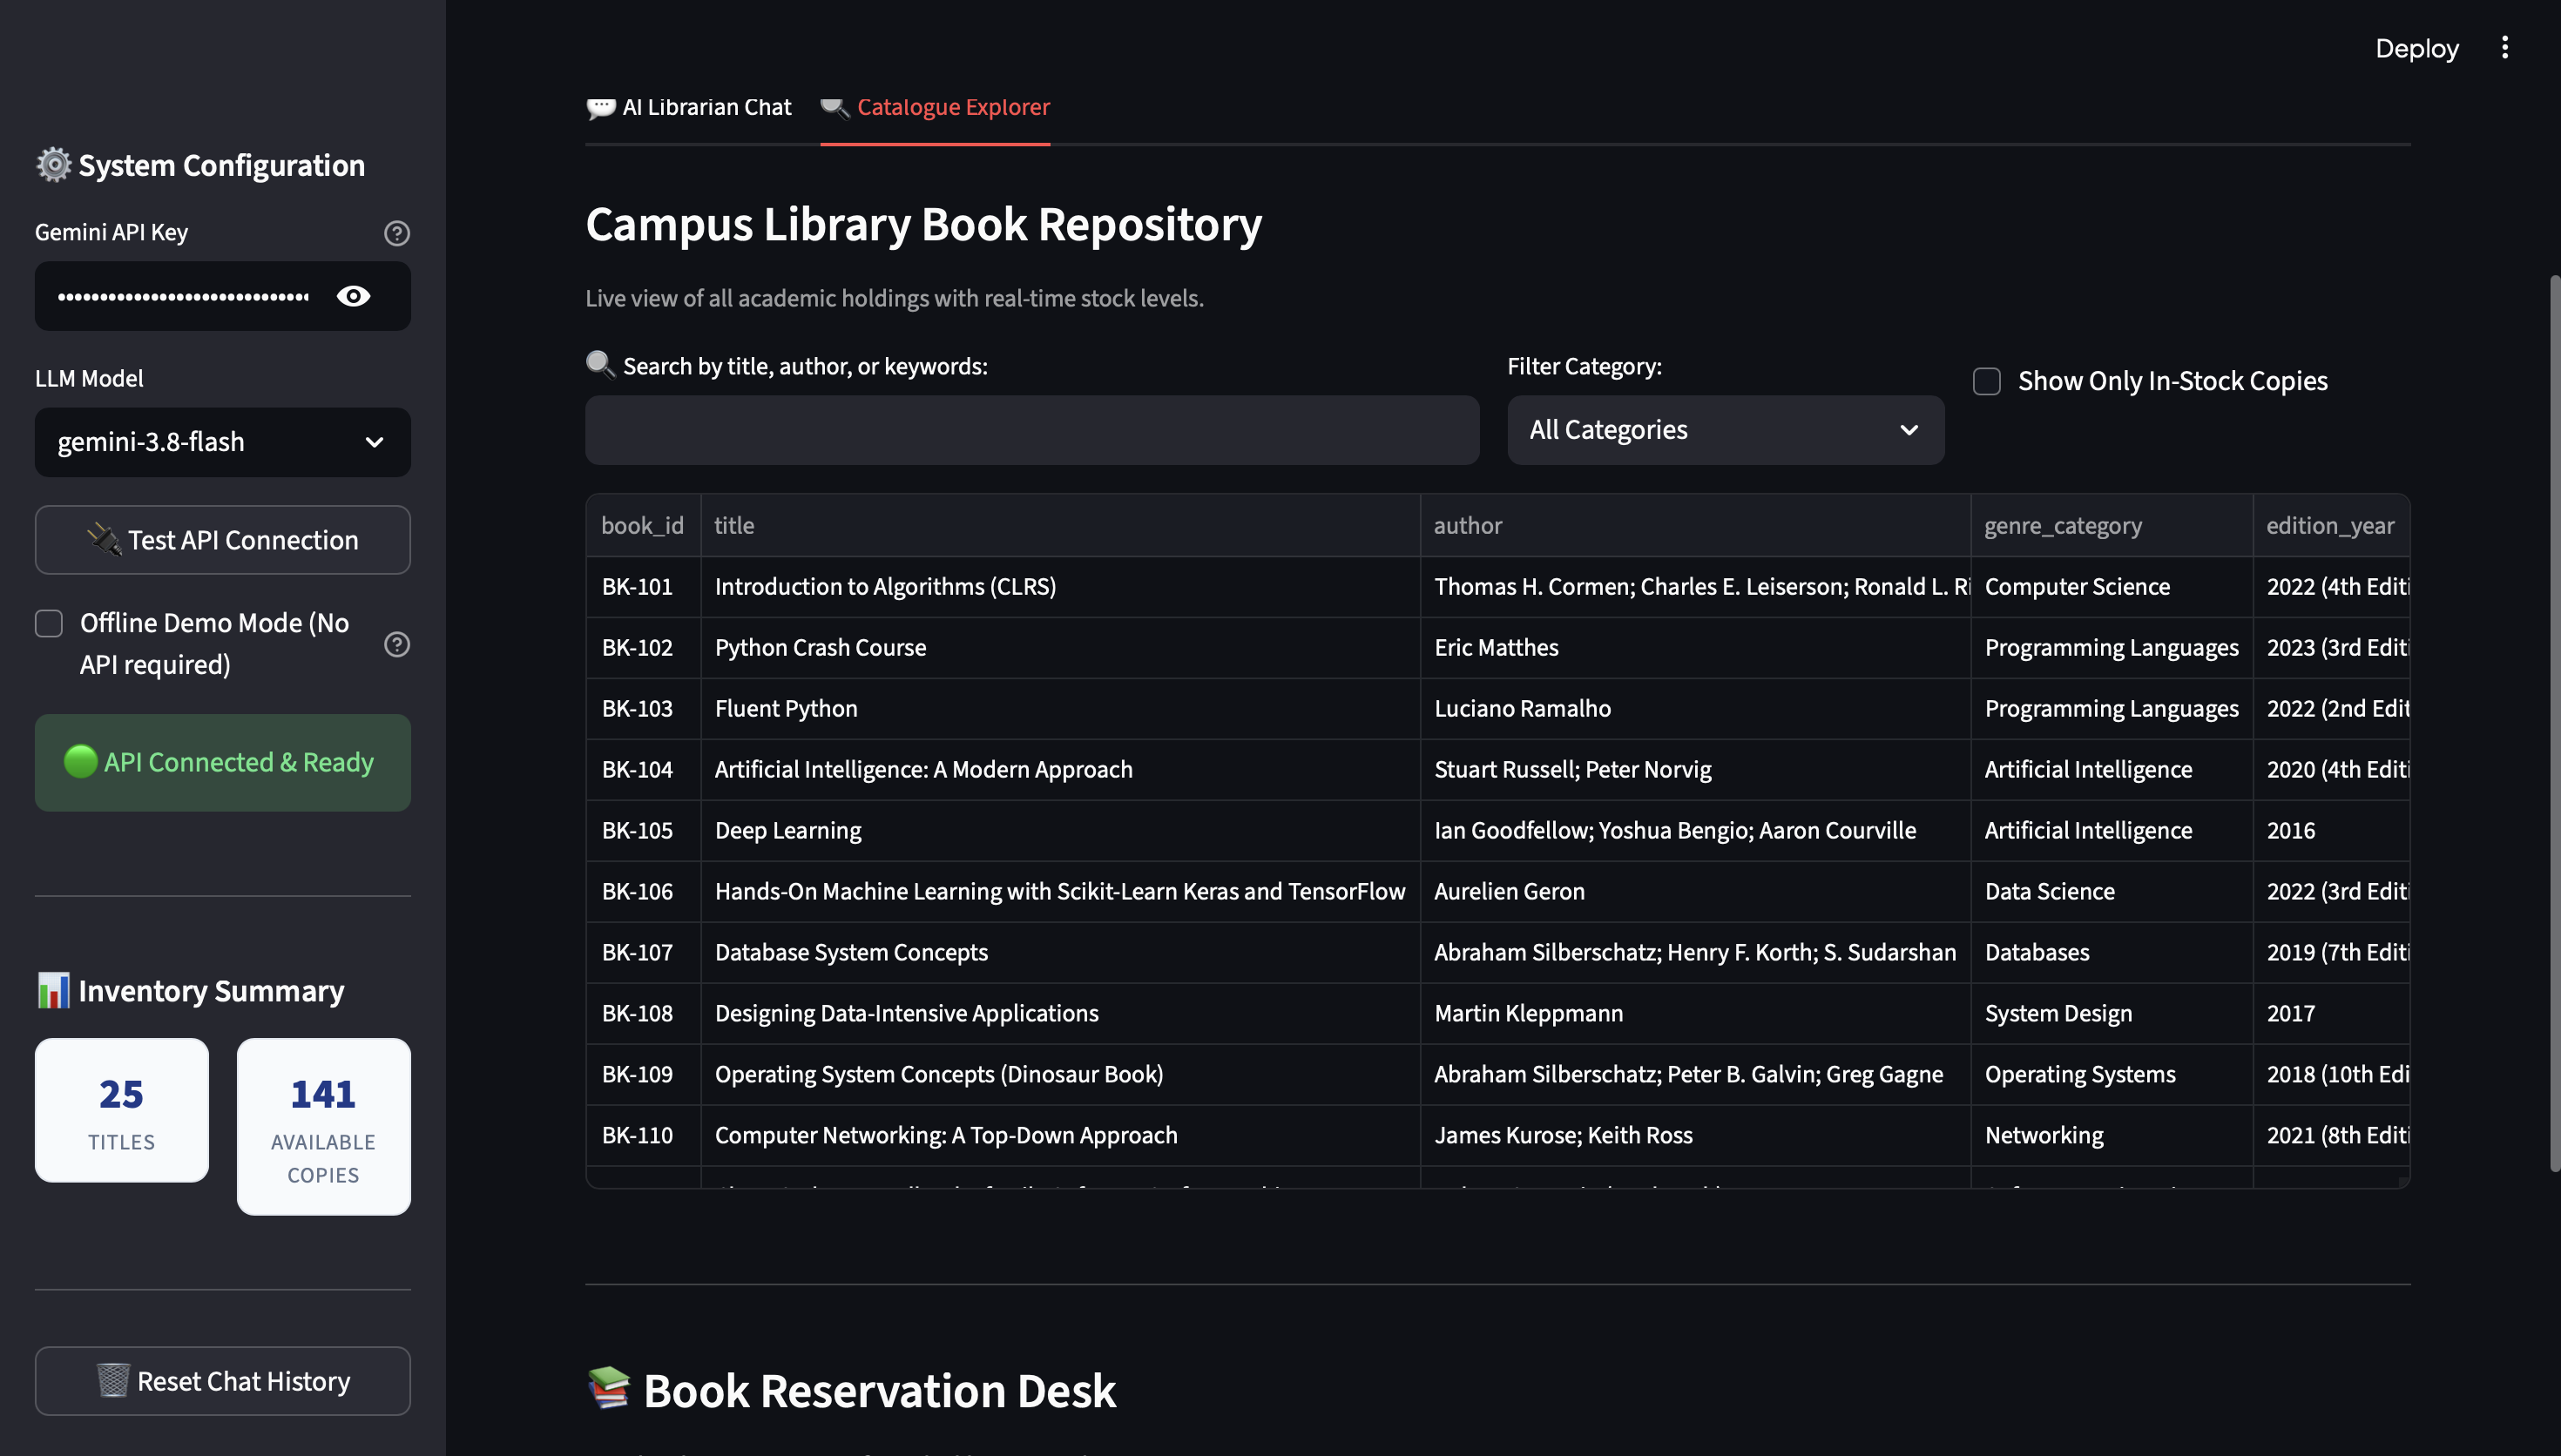 Deploy
System Configuration
Gemini API Key
••••••••••••••••••••••••••••••
LLM Model
gemini-3.8-flash
Test API Connection
Offline Demo Mode (No
API required)
API Connected & Ready
Inventory Summary
25
TITLES
141
AVAILABLE
COPIES
Reset Chat History
AI Librarian Chat
Catalogue Explorer
Campus Library Book Repository
Live view of all academic holdings with real-time stock levels.
Search by title, author, or keywords:
Filter Category:
All Categories
Show Only In-Stock Copies
book_id title author genre_category edition_year
BK-101 Introduction to Algorithms (CLRS) Thomas H. Cormen; Charles E. Leiserson; Ronald L. Ri Computer Science 2022 (4th Editi
BK-102 Python Crash Course Eric Matthes Programming Languages 2023 (3rd Editi
BK-103 Fluent Python Luciano Ramalho Programming Languages 2022 (2nd Edit
BK-104 Artificial Intelligence: A Modern Approach Stuart Russell; Peter Norvig Artificial Intelligence 2020 (4th Editi
BK-105 Deep Learning Ian Goodfellow; Yoshua Bengio; Aaron Courville Artificial Intelligence 2016
BK-106 Hands-On Machine Learning with Scikit-Learn Keras and TensorFlow Aurelien Geron Data Science 2022 (3rd Editi
BK-107 Database System Concepts Abraham Silberschatz; Henry F. Korth; S. Sudarshan Databases 2019 (7th Editi
BK-108 Designing Data-Intensive Applications Martin Kleppmann System Design 2017
BK-109 Operating System Concepts (Dinosaur Book) Abraham Silberschatz; Peter B. Galvin; Greg Gagne Operating Systems 2018 (10th Edi
BK-110 Computer Networking: A Top-Down Approach James Kurose; Keith Ross Networking 2021 (8th Editi
Book Reservation Desk